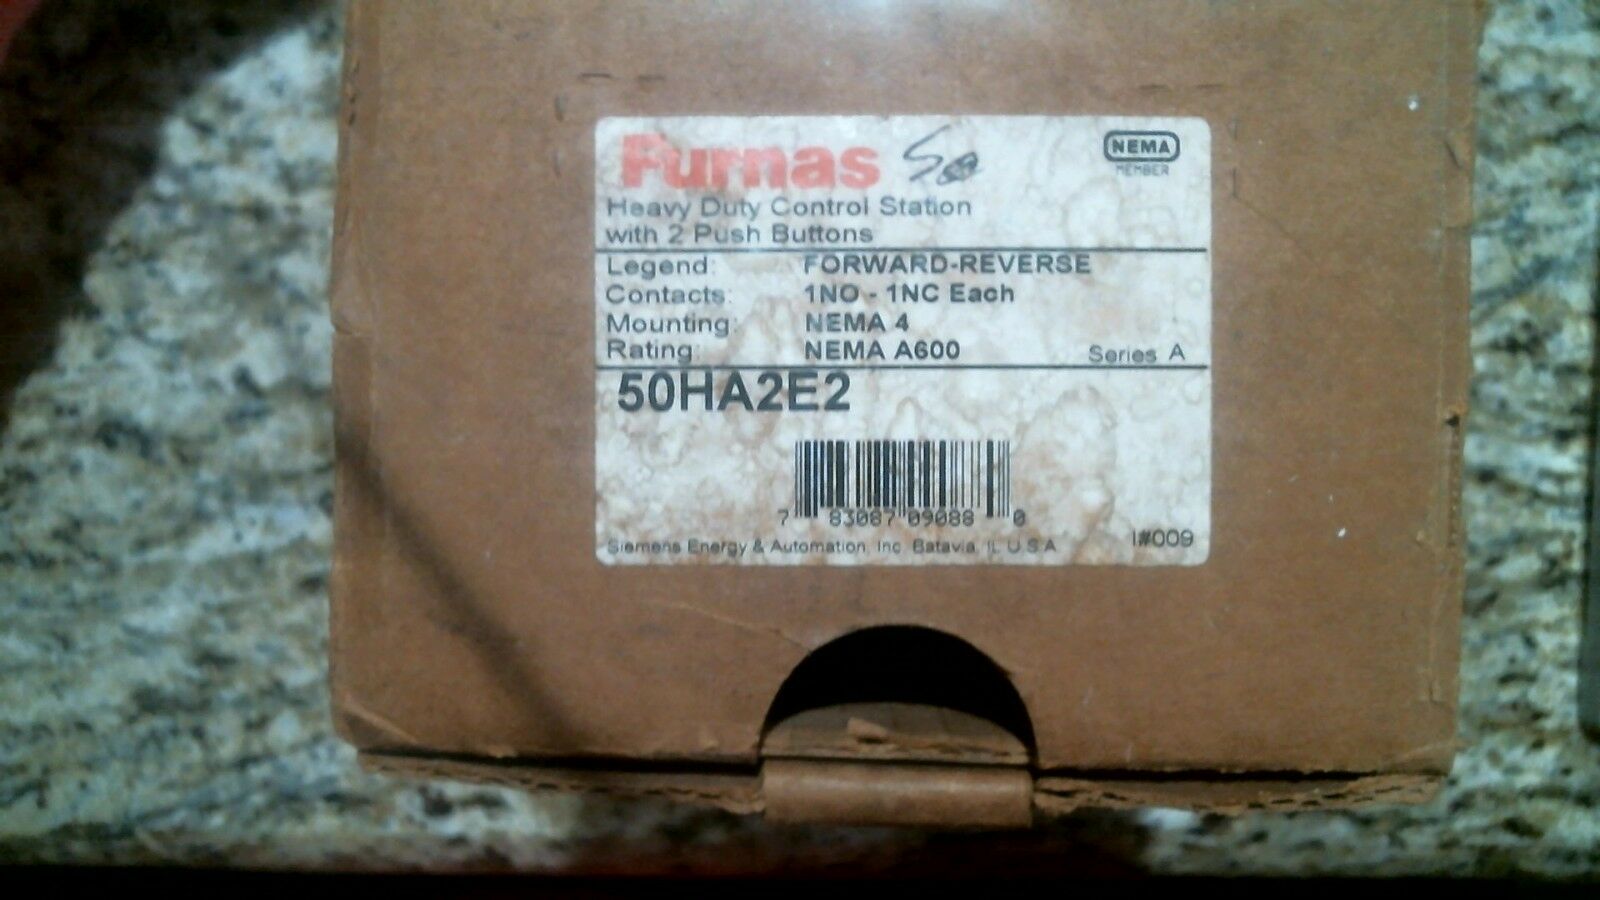 Furnas
NEMA
MEMBER
Heavy Duty Control Station
with 2 Push Buttons
Legend: FORWARD-REVERSE
Contacts: 1NO - 1NC Each
Mounting: NEMA 4
Rating: NEMA A600 Series A
50HA2E2
7 83087 09088 0
Siemens Energy & Automation, Inc. Batavia, IL U.S.A. I#009